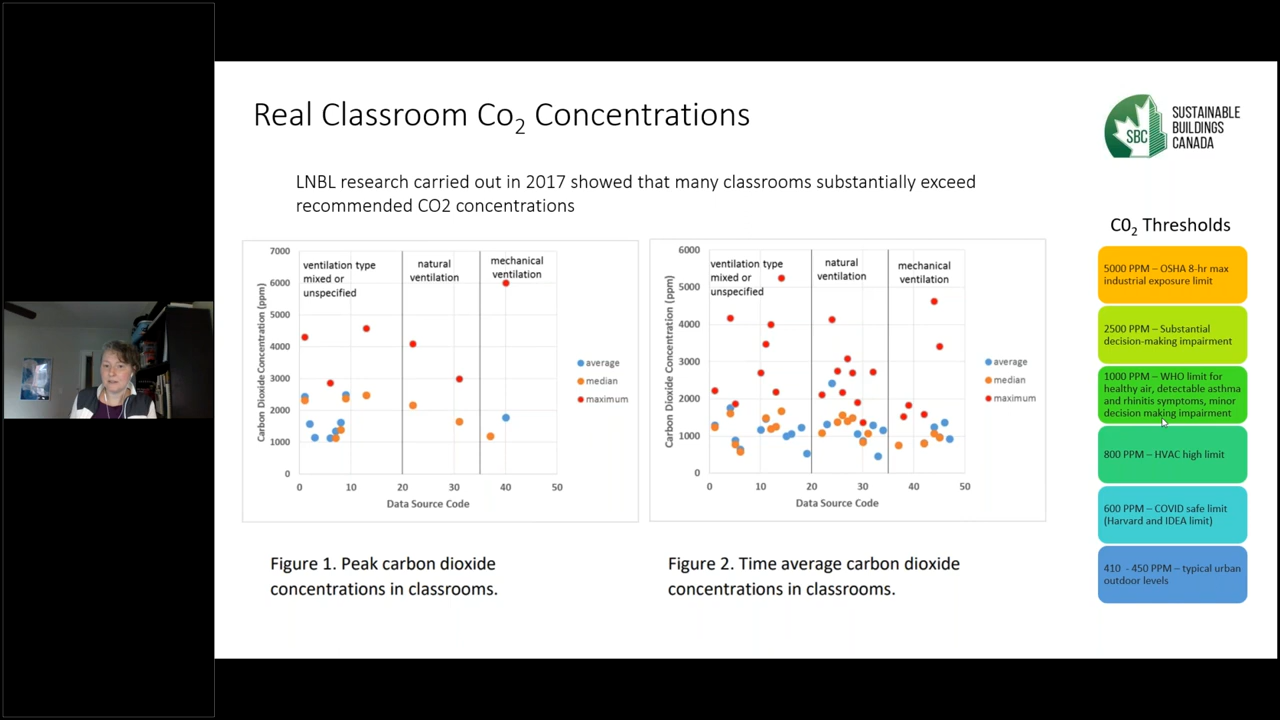 Real Classroom Co2 Concentrations
SBC
SUSTAINABLE
BUILDINGS
CANADA
LNBL research carried out in 2017 showed that many classrooms substantially exceed
recommended CO2 concentrations
7000
6000
5000
4000
3000
2000
1000
0
Carbon Dioxide Concentration (ppm)
ventilation type
mixed or
unspecified
natural
ventilation
mechanical
ventilation
average
median
maximum
0 10 20 30 40 50
Data Source Code
Figure 1. Peak carbon dioxide
concentrations in classrooms.
6000
5000
4000
3000
2000
1000
0
Carbon Dioxide Concentration (ppm)
ventilation type
mixed or
unspecified
natural
ventilation
mechanical
ventilation
average
median
maximum
0 10 20 30 40 50
Data Source Code
Figure 2. Time average carbon dioxide
concentrations in classrooms.
CO2 Thresholds
5000 PPM – OSHA 8-hr max
industrial exposure limit
2500 PPM – Substantial
decision-making impairment
1000 PPM – WHO limit for
healthy air, detectable asthma
and rhinitis symptoms, minor
decision making impairment
800 PPM – HVAC high limit
600 PPM – COVID safe limit
(Harvard and IDEA limit)
410 - 450 PPM – typical urban
outdoor levels